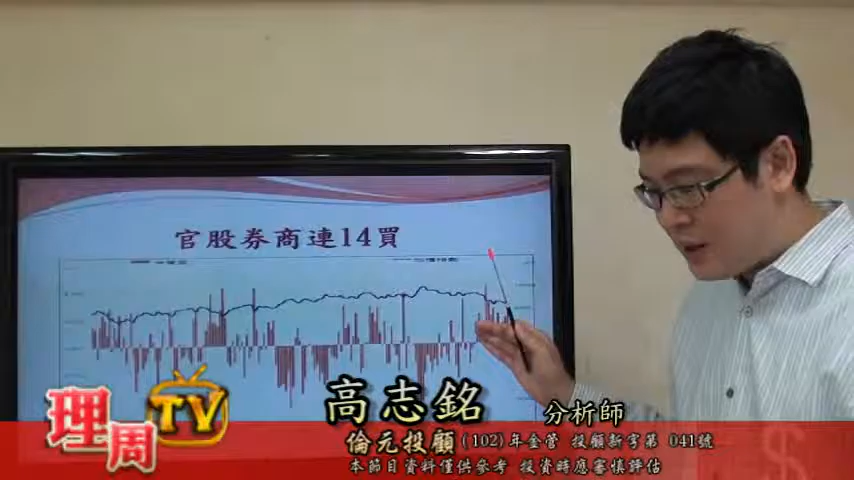 官股券商連14買
理周TV
高志銘 分析師
倫元投顧 (102)年金管 投顧新字第 041號
本節目資料僅供參考 投資時應審慎評估